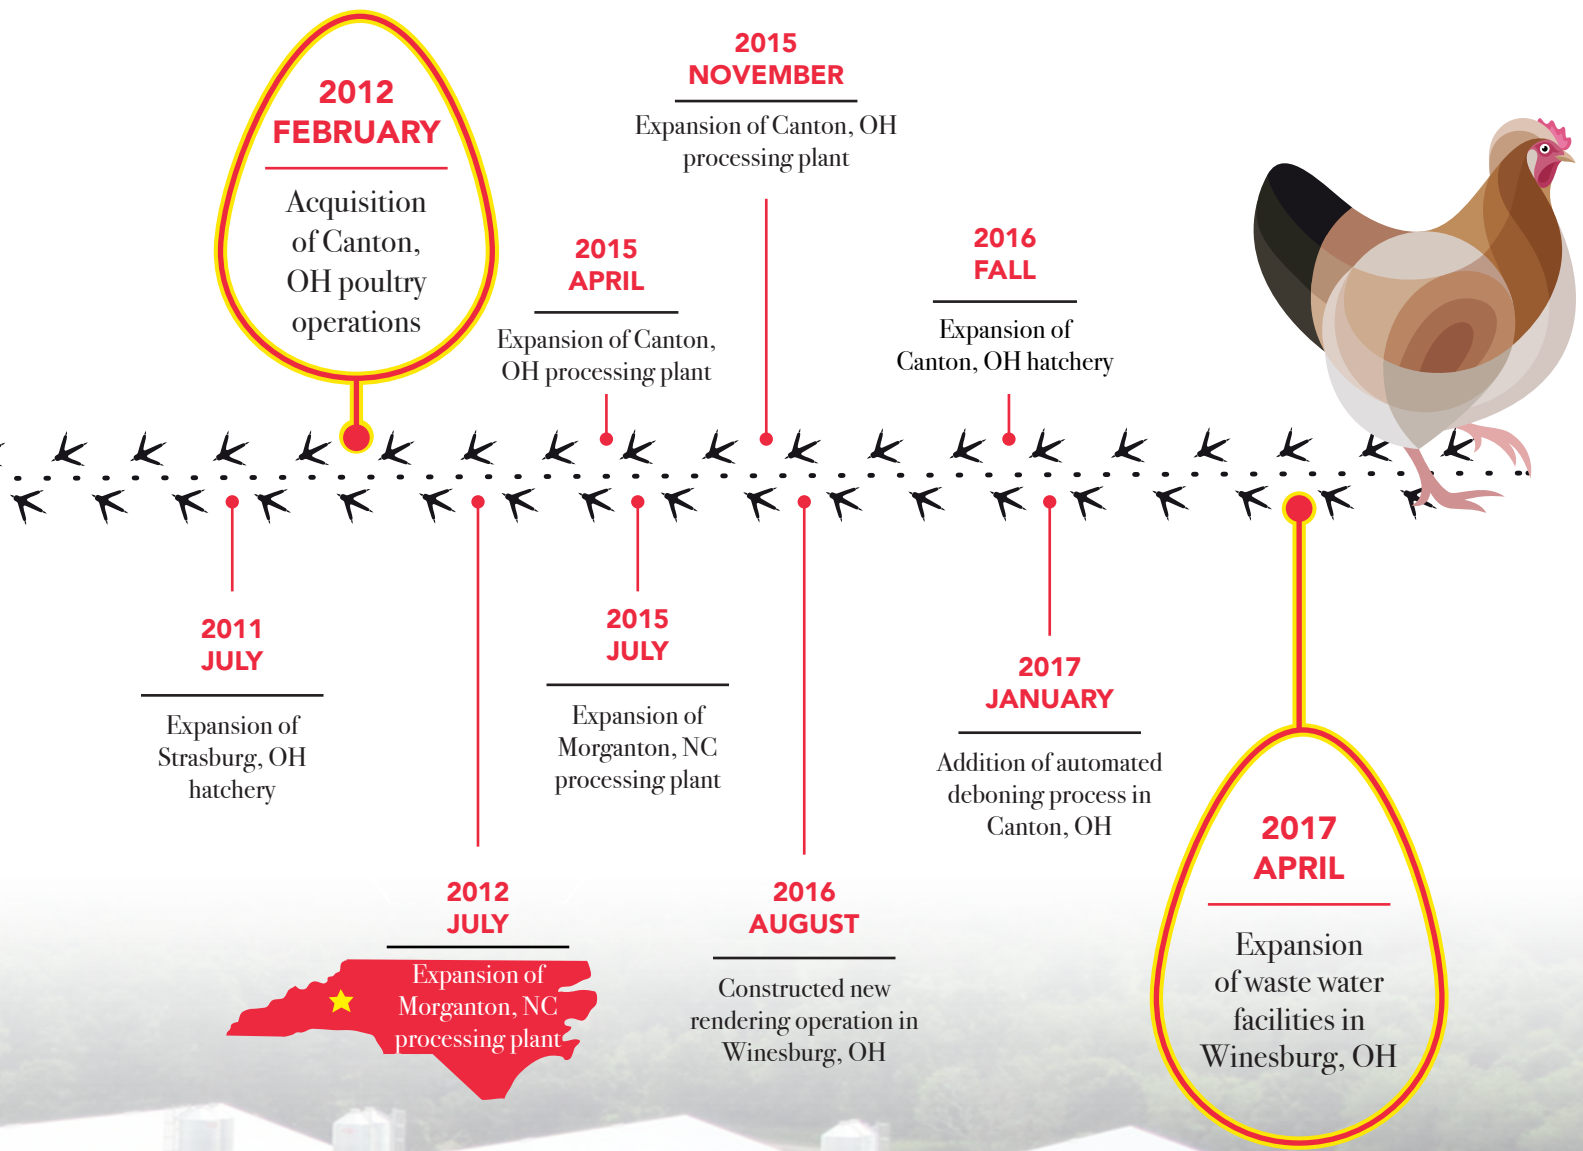 2012
FEBRUARY
Acquisition
of Canton,
OH poultry
operations
2015
APRIL
Expansion of Canton,
OH processing plant
2015
NOVEMBER
Expansion of Canton, OH
processing plant
2016
FALL
Expansion of
Canton, OH hatchery
2011
JULY
Expansion of
Strasburg, OH
hatchery
2012
JULY
Expansion of
Morganton, NC
processing plant
2015
JULY
Expansion of
Morganton, NC
processing plant
2016
AUGUST
Constructed new
rendering operation in
Winesburg, OH
2017
JANUARY
Addition of automated
deboning process in
Canton, OH
2017
APRIL
Expansion
of waste water
facilities in
Winesburg, OH